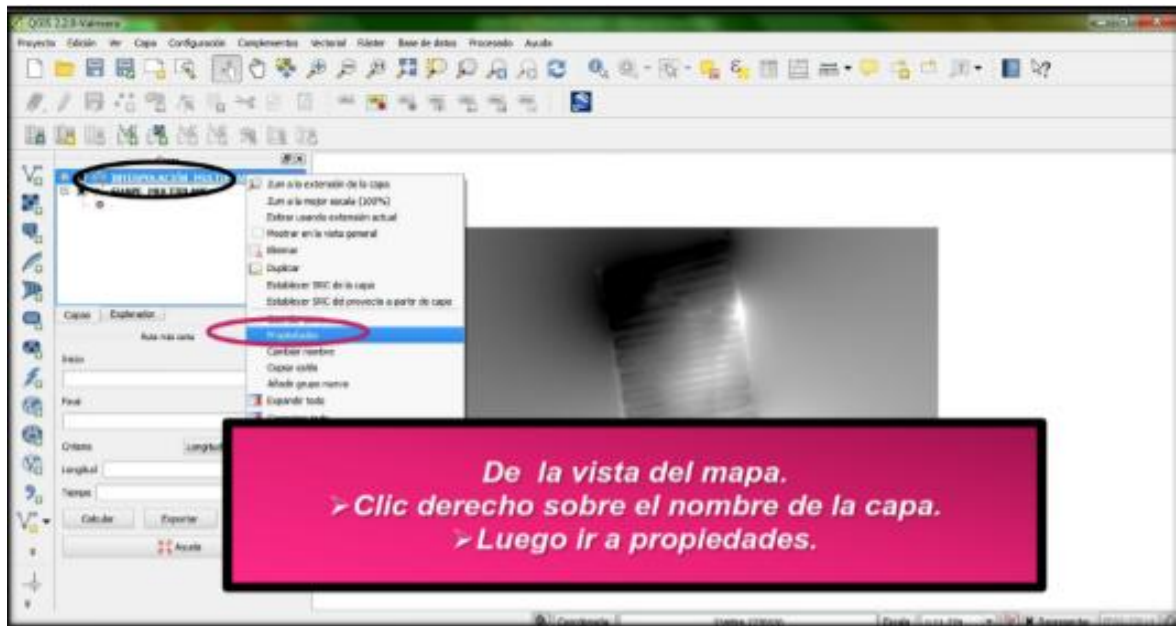 QGIS 2.2.0-Valmiera
Proyecto Edición Ver Capa Configuración Complementos Vectorial Ráster Base de datos Procesado Ayuda
Zum a la extensión de la capa
Zum a la mejor escala (100%)
Estirar usando extensión actual
Mostrar en la vista general
Eliminar
Duplicar
Establecer SRC de la capa
Establecer SRC del proyecto a partir de capa
Propiedades
Cambiar nombre
Copiar estilo
Añadir grupo nuevo
Expandir todo
INTERPOLACIÓN
Capas Explorador
Ruta más corta
Inicio
Final
Criterio
Longitud
Tiempo
Calcular Exportar
Ayuda
De la vista del mapa.
➢Clic derecho sobre el nombre de la capa.
➢Luego ir a propiedades.
Coordenada:
Escala